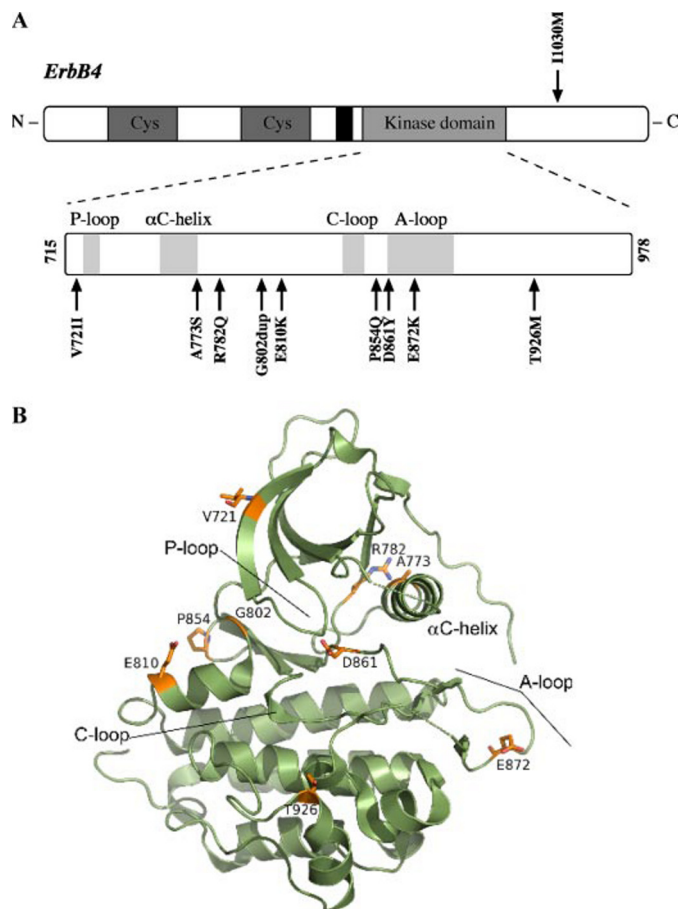 A
ErbB4
I1030M
N – Cys Cys Kinase domain – C
P-loop αC-helix C-loop A-loop
715 978
V721I A773S R782Q G802dup E810K P854Q D861Y E872K T926M
B
V721
R782
A773
P-loop
P854
G802
αC-helix
E810
D861
A-loop
C-loop
E872
T926